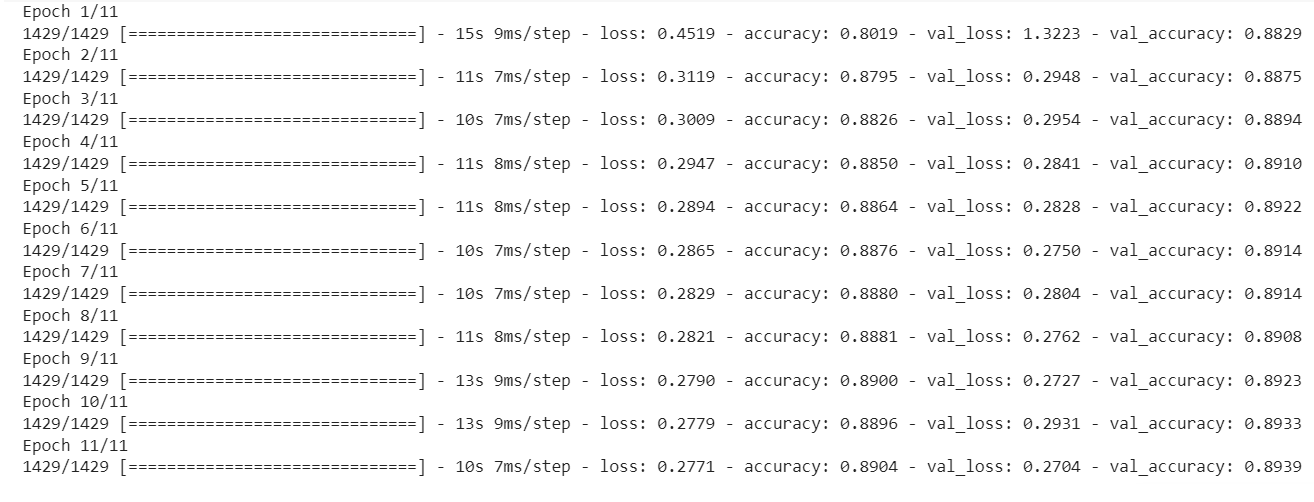 Epoch 1/11
1429/1429 [==============================] - 15s 9ms/step - loss: 0.4519 - accuracy: 0.8019 - val_loss: 1.3223 - val_accuracy: 0.8829
Epoch 2/11
1429/1429 [==============================] - 11s 7ms/step - loss: 0.3119 - accuracy: 0.8795 - val_loss: 0.2948 - val_accuracy: 0.8875
Epoch 3/11
1429/1429 [==============================] - 10s 7ms/step - loss: 0.3009 - accuracy: 0.8826 - val_loss: 0.2954 - val_accuracy: 0.8894
Epoch 4/11
1429/1429 [==============================] - 11s 8ms/step - loss: 0.2947 - accuracy: 0.8850 - val_loss: 0.2841 - val_accuracy: 0.8910
Epoch 5/11
1429/1429 [==============================] - 11s 8ms/step - loss: 0.2894 - accuracy: 0.8864 - val_loss: 0.2828 - val_accuracy: 0.8922
Epoch 6/11
1429/1429 [==============================] - 10s 7ms/step - loss: 0.2865 - accuracy: 0.8876 - val_loss: 0.2750 - val_accuracy: 0.8914
Epoch 7/11
1429/1429 [==============================] - 10s 7ms/step - loss: 0.2829 - accuracy: 0.8880 - val_loss: 0.2804 - val_accuracy: 0.8914
Epoch 8/11
1429/1429 [==============================] - 11s 8ms/step - loss: 0.2821 - accuracy: 0.8881 - val_loss: 0.2762 - val_accuracy: 0.8908
Epoch 9/11
1429/1429 [==============================] - 13s 9ms/step - loss: 0.2790 - accuracy: 0.8900 - val_loss: 0.2727 - val_accuracy: 0.8923
Epoch 10/11
1429/1429 [==============================] - 13s 9ms/step - loss: 0.2779 - accuracy: 0.8896 - val_loss: 0.2931 - val_accuracy: 0.8933
Epoch 11/11
1429/1429 [==============================] - 10s 7ms/step - loss: 0.2771 - accuracy: 0.8904 - val_loss: 0.2704 - val_accuracy: 0.8939